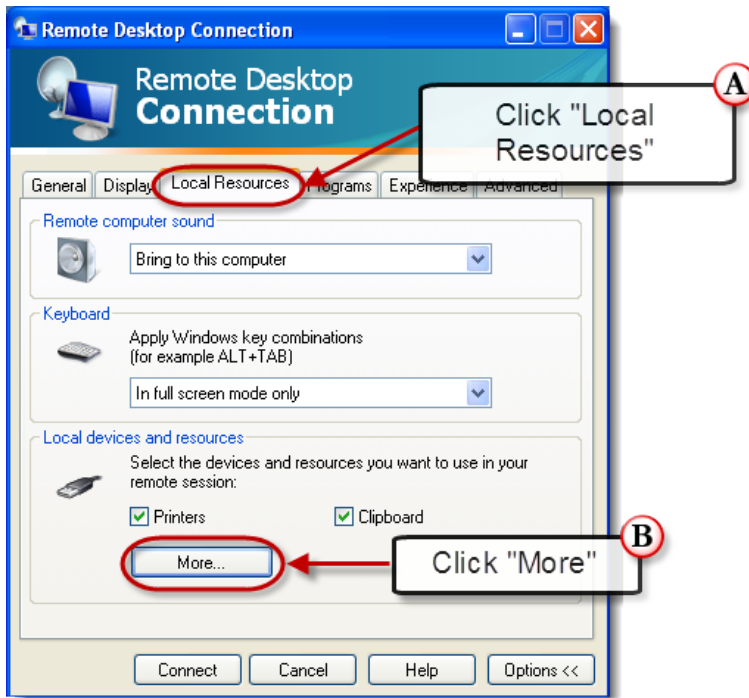 Remote Desktop Connection
Remote Desktop
Connection
A
Click "Local
Resources"
General Display Local Resources Programs Experience Advanced
Remote computer sound
Bring to this computer
Keyboard
Apply Windows key combinations
(for example ALT+TAB)
In full screen mode only
Local devices and resources
Select the devices and resources you want to use in your
remote session:
Printers Clipboard
B
More... Click "More"
Connect Cancel Help Options <<